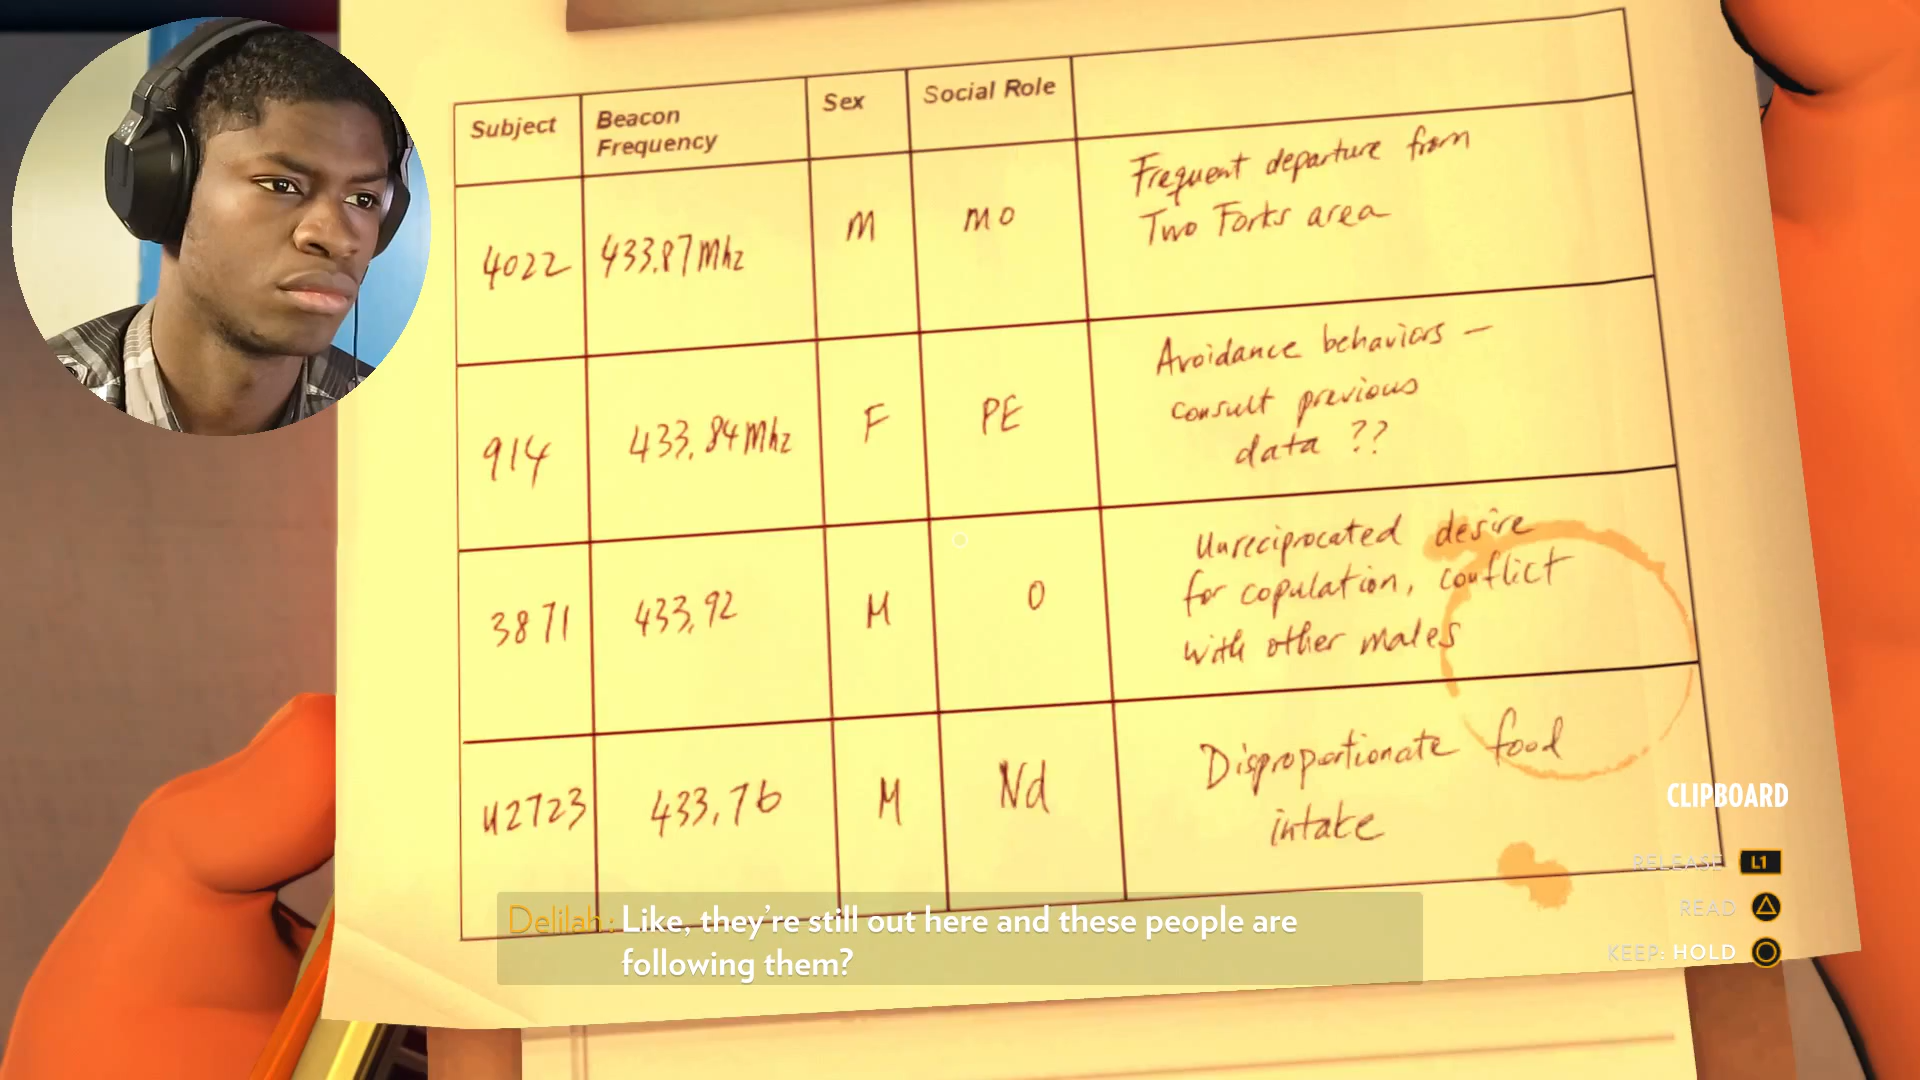 Subject
Beacon
Frequency
Sex
Social Role
4022
433.87Mhz
M
MO
Frequent departure from
Two Forks area
914
433.84Mhz
F
PE
Avoidance behaviors –
consult previous
data ??
3871
433.92
M
O
Unreciprocated desire
for copulation, conflict
with other males
U2723
433.76
M
Nd
Disproportionate food
intake
CLIPBOARD
RELEASE L1
READ
KEEP: HOLD
Delilah: Like, they're still out here and these people are
following them?